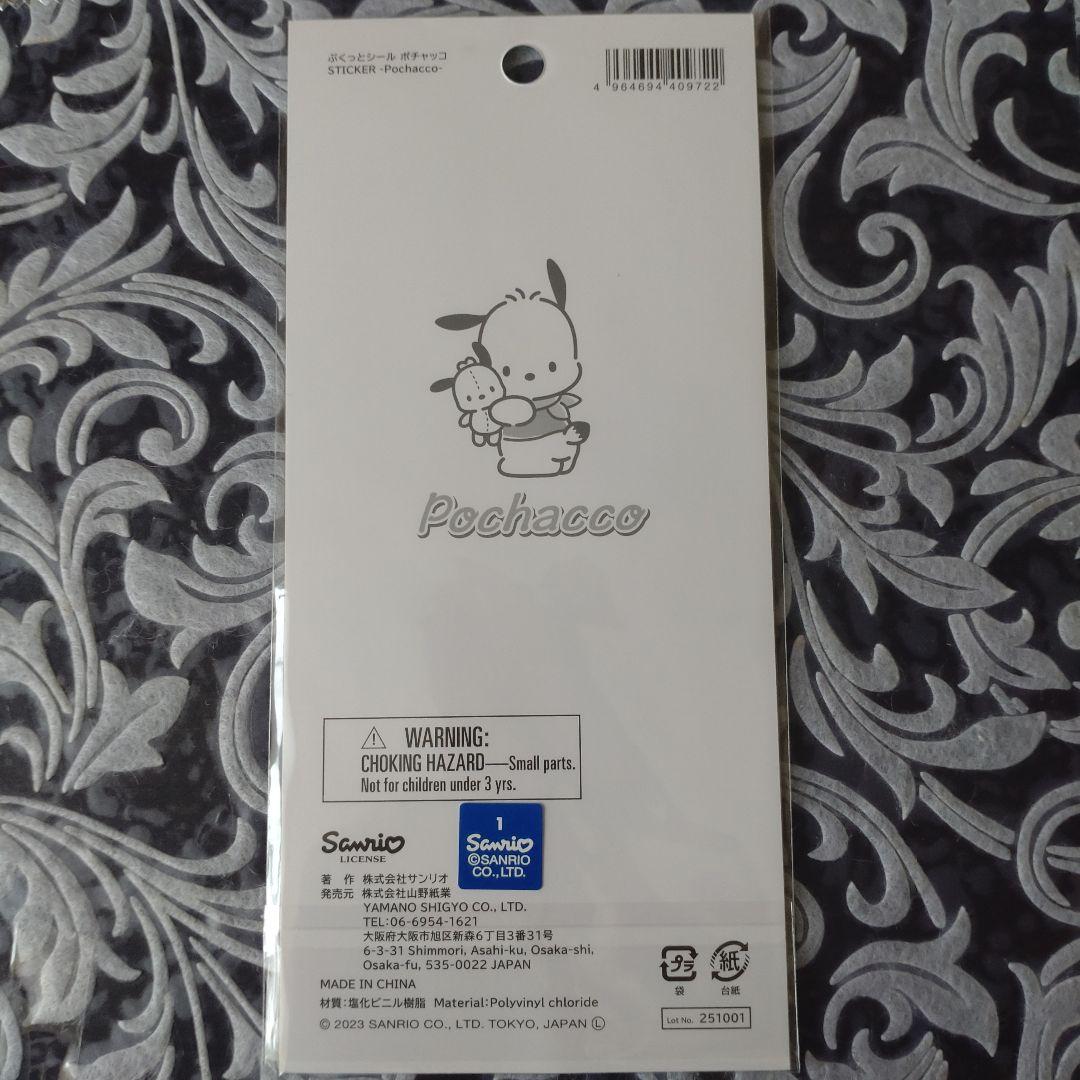 ぷくっとシール ポチャッコ
STICKER -Pochacco-
4 964694 409722
Pochacco
⚠ WARNING:
CHOKING HAZARD—Small parts.
Not for children under 3 yrs.
Sanrio
LICENSE
1
Sanrio
©SANRIO
CO.,LTD.
著 作 株式会社サンリオ
発売元 株式会社山野紙業
YAMANO SHIGYO CO., LTD.
TEL:06-6954-1621
大阪府大阪市旭区新森6丁目3番31号
6-3-31 Shimmori, Asahi-ku, Osaka-shi,
Osaka-fu, 535-0022 JAPAN
MADE IN CHINA
材質:塩化ビニル樹脂 Material:Polyvinyl chloride
© 2023 SANRIO CO., LTD. TOKYO, JAPAN Ⓛ
プラ
袋
紙
台紙
Lot No. 251001